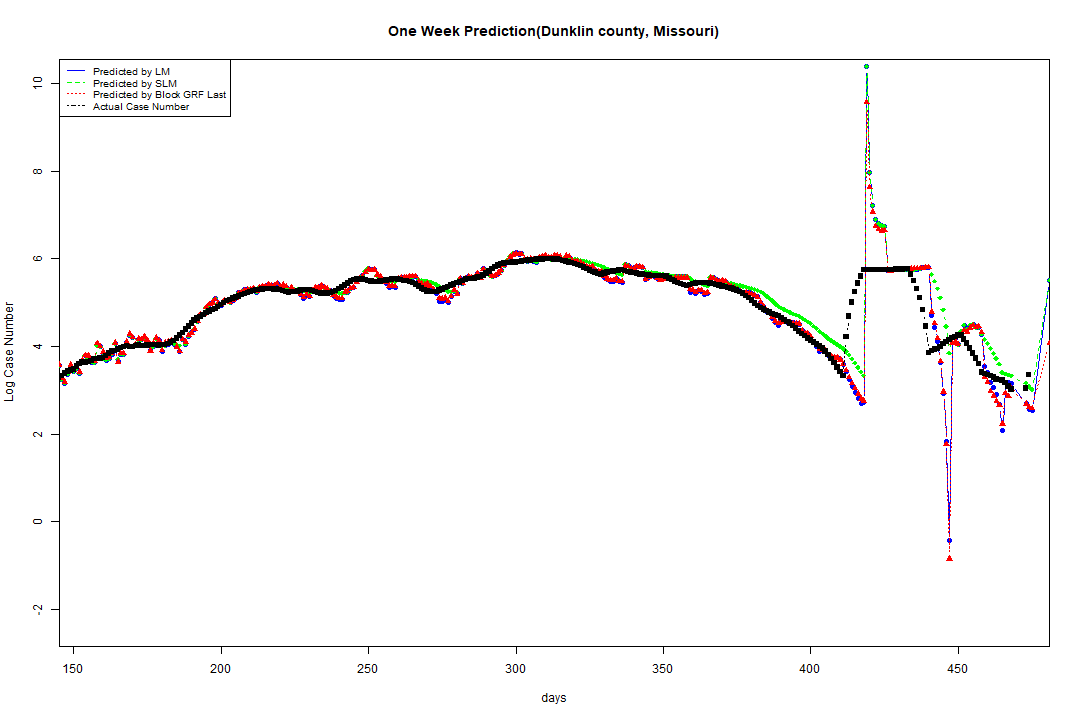 One Week Prediction(Dunklin county, Missouri)
Predicted by LM
Predicted by SLM
Predicted by Block GRF Last
Actual Case Number
10
8
6
4
2
0
-2
Log Case Number
150 200 250 300 350 400 450
days